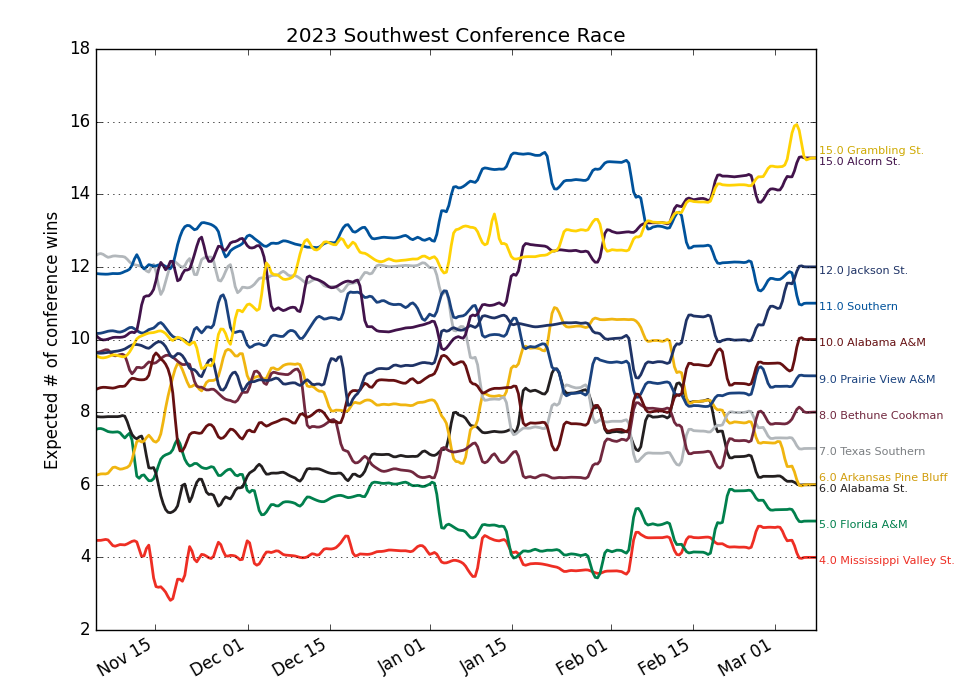 2023 Southwest Conference Race
Expected # of conference wins
18
16
14
12
10
8
6
4
2
15.0 Grambling St.
15.0 Alcorn St.
12.0 Jackson St.
11.0 Southern
10.0 Alabama A&M
9.0 Prairie View A&M
8.0 Bethune Cookman
7.0 Texas Southern
6.0 Arkansas Pine Bluff
6.0 Alabama St.
5.0 Florida A&M
4.0 Mississippi Valley St.
Nov 15
Dec 01
Dec 15
Jan 01
Jan 15
Feb 01
Feb 15
Mar 01